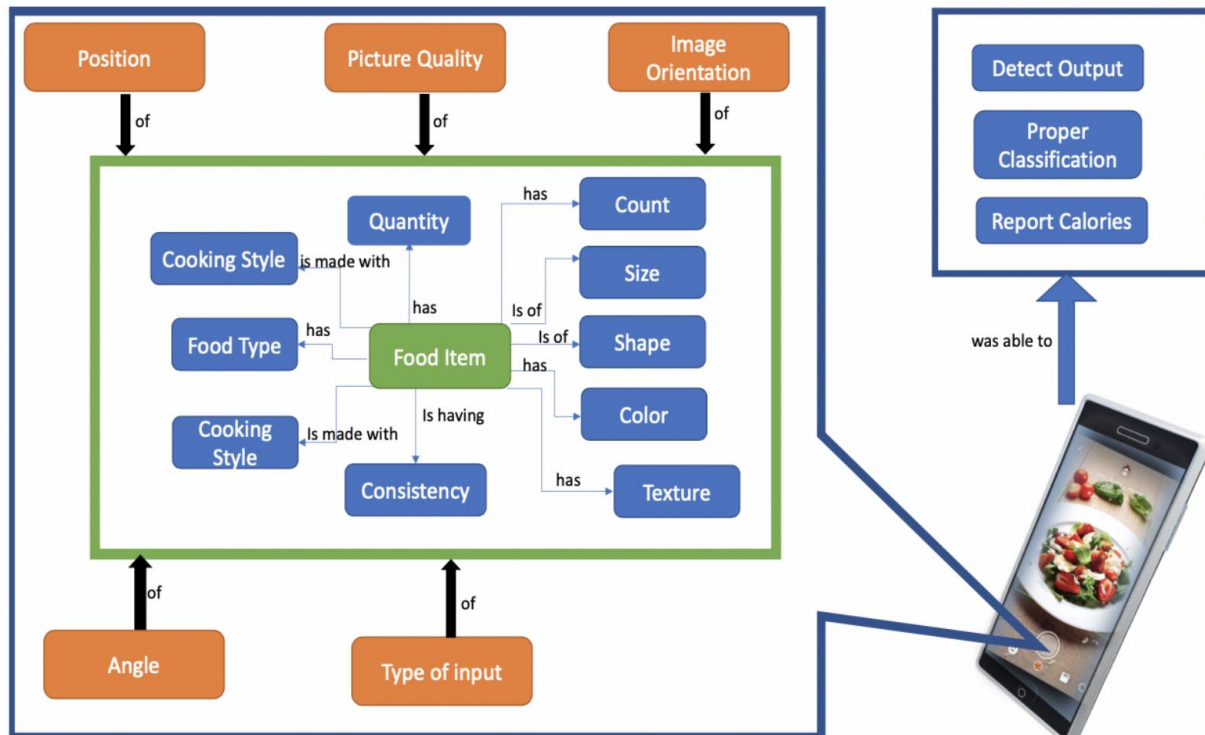 Position
Picture Quality
Image
Orientation
of
of
of
has
Count
Quantity
Cooking Style
is made with
Size
Is of
has
Food Type
has
Food Item
Is of
Shape
has
Color
Cooking
Style
Is made with
Is having
Consistency
has
Texture
of
of
Angle
Type of input
Detect Output
Proper
Classification
Report Calories
was able to